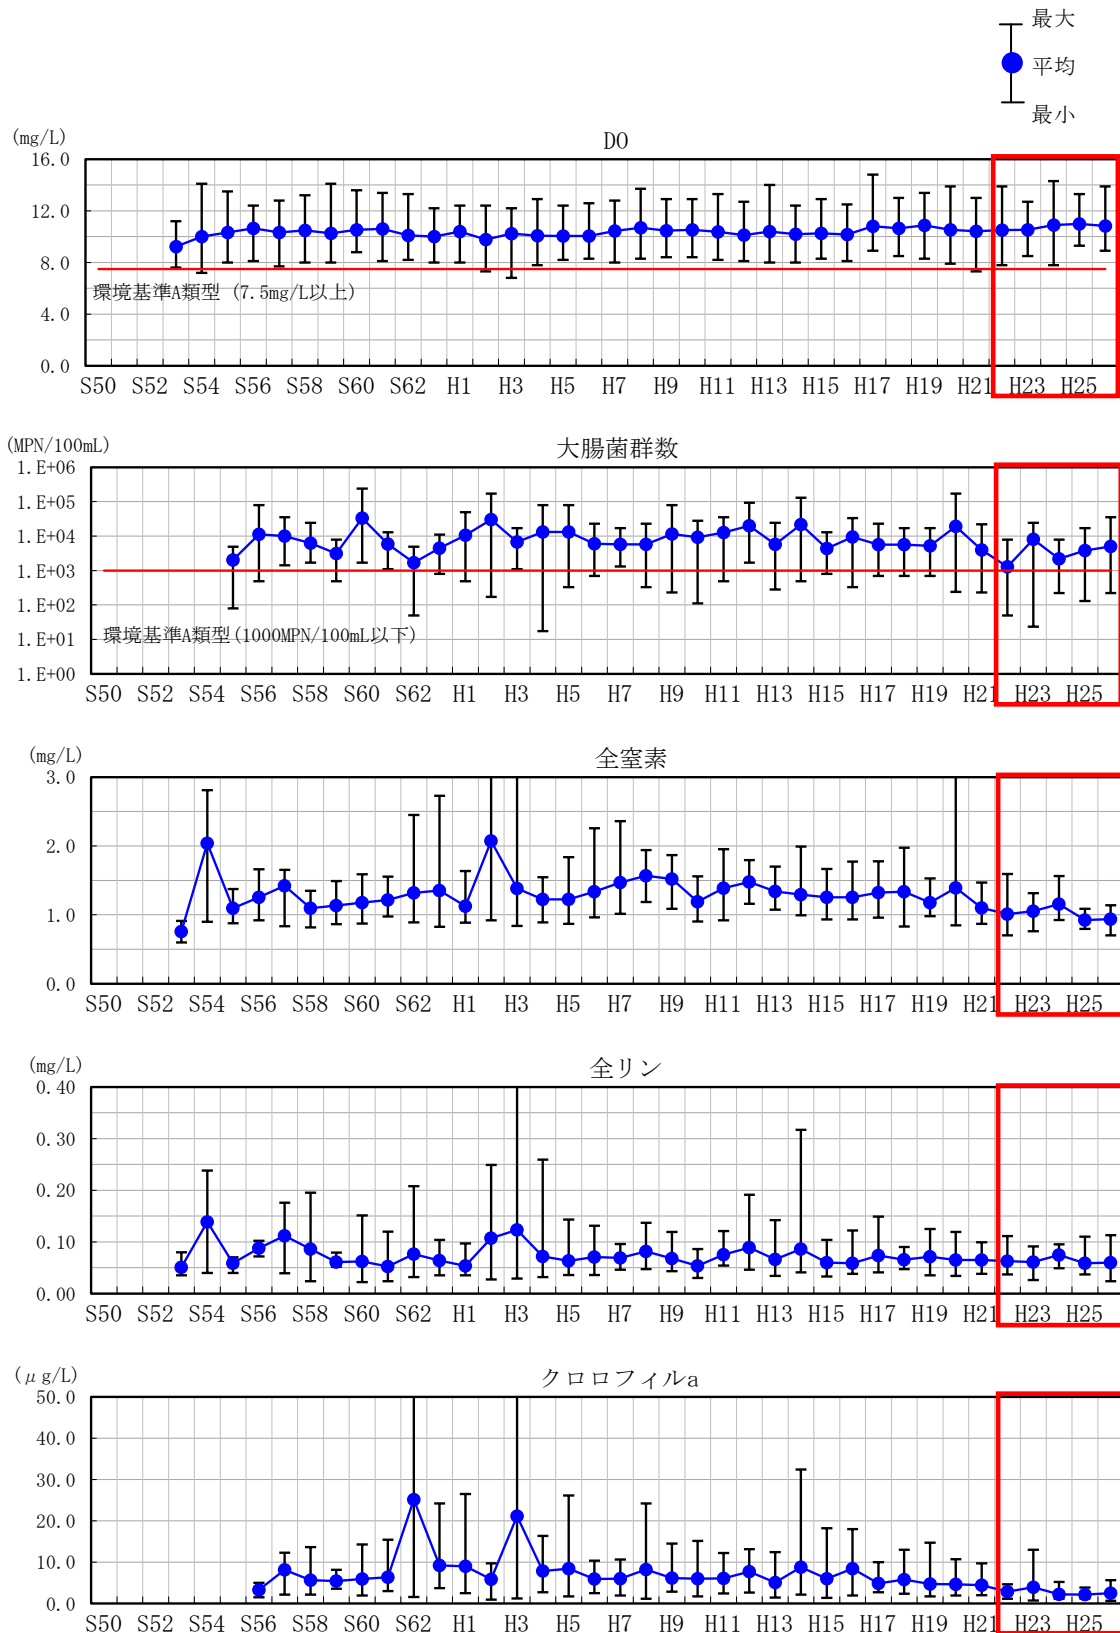 最大
平均
最小
(mg/L)
DO
16.0
12.0
8.0
環境基準A類型 (7.5mg/L以上)
4.0
0.0
S50 S52 S54 S56 S58 S60 S62 H1 H3 H5 H7 H9 H11 H13 H15 H17 H19 H21 H23 H25
(MPN/100mL)
大腸菌群数
1.E+06
1.E+05
1.E+04
1.E+03
1.E+02
環境基準A類型(1000MPN/100mL以下)
1.E+01
1.E+00
S50 S52 S54 S56 S58 S60 S62 H1 H3 H5 H7 H9 H11 H13 H15 H17 H19 H21 H23 H25
(mg/L)
全窒素
3.0
2.0
1.0
0.0
S50 S52 S54 S56 S58 S60 S62 H1 H3 H5 H7 H9 H11 H13 H15 H17 H19 H21 H23 H25
(mg/L)
全リン
0.40
0.30
0.20
0.10
0.00
S50 S52 S54 S56 S58 S60 S62 H1 H3 H5 H7 H9 H11 H13 H15 H17 H19 H21 H23 H25
(μg/L)
クロロフィルa
50.0
40.0
30.0
20.0
10.0
0.0
S50 S52 S54 S56 S58 S60 S62 H1 H3 H5 H7 H9 H11 H13 H15 H17 H19 H21 H23 H25